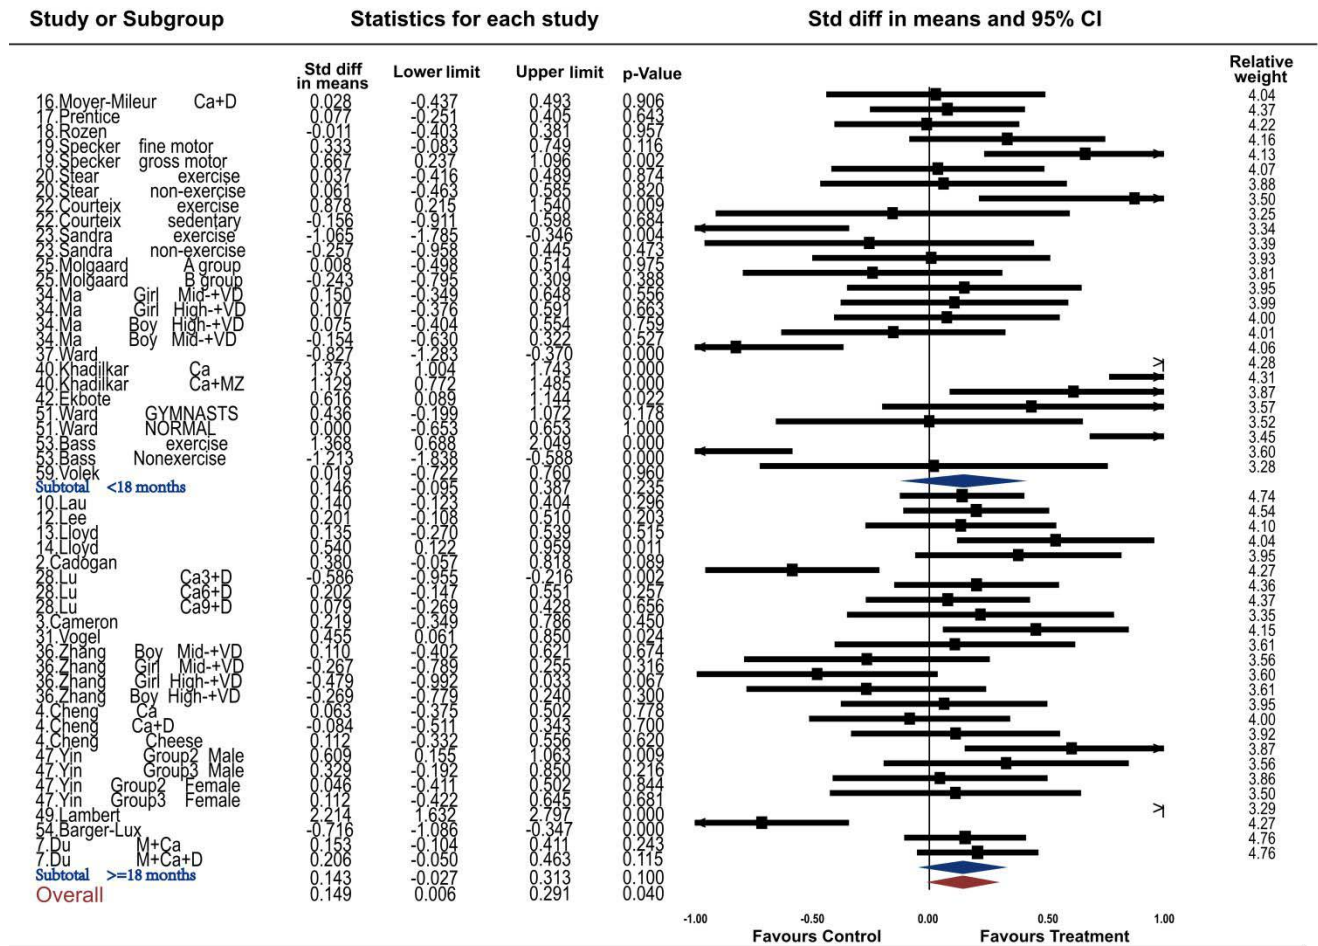 Study or Subgroup Statistics for each study Std diff in means and 95% CI
Std diff in means Lower limit Upper limit p-Value Relative weight
16.Moyer-Mileur Ca+D 0.028 -0.437 0.493 0.906 4.04
17.Prentice 0.077 -0.251 0.405 0.643 4.37
18.Rozen -0.011 -0.403 0.381 0.957 4.22
19.Specker fine motor 0.333 -0.083 0.749 0.116 4.16
19.Specker gross motor 0.667 0.237 1.096 0.002 4.13
20.Stear exercise 0.037 -0.416 0.489 0.874 4.07
20.Stear non-exercise 0.061 -0.463 0.585 0.820 3.88
22.Courteix exercise 0.878 0.215 1.540 0.009 3.50
22.Courteix sedentary -0.156 -0.911 0.598 0.684 3.25
23.Sandra exercise -1.065 -1.785 -0.346 0.004 3.34
23.Sandra non-exercise -0.257 -0.958 0.445 0.473 3.39
25.Molgaard A group 0.008 -0.498 0.514 0.975 3.93
25.Molgaard B group -0.243 -0.795 0.309 0.388 3.81
34.Ma Girl Mid-+VD 0.150 -0.349 0.648 0.556 3.95
34.Ma Girl High-+VD 0.107 -0.376 0.591 0.663 3.99
34.Ma Boy High-+VD 0.075 -0.404 0.554 0.759 4.00
34.Ma Boy Mid-+VD -0.154 -0.630 0.322 0.527 4.01
37.Ward -0.827 -1.283 -0.370 0.000 4.06
40.Khadilkar Ca 1.373 1.004 1.743 0.000 4.28
40.Khadilkar Ca+MZ 1.129 0.772 1.485 0.000 4.31
42.Ekbote 0.616 0.089 1.144 0.022 3.87
51.Ward GYMNASTS 0.436 -0.199 1.072 0.178 3.57
51.Ward NORMAL 0.000 -0.653 0.653 1.000 3.52
53.Bass exercise 1.368 0.688 2.049 0.000 3.45
53.Bass Nonexercise -1.213 -1.838 -0.588 0.000 3.60
59.Volek 0.019 -0.722 0.760 0.960 3.28
Subtotal <18 months 0.146 -0.095 0.387 0.235
10.Lau 0.140 -0.123 0.404 0.296 4.74
12.Lee 0.201 -0.108 0.510 0.203 4.54
13.Lloyd 0.135 -0.270 0.539 0.515 4.10
14.Lloyd 0.540 0.122 0.959 0.011 4.04
2.Cadogan 0.380 -0.057 0.818 0.089 3.95
28.Lu Ca3+D -0.586 -0.955 -0.216 0.002 4.27
28.Lu Ca6+D 0.202 -0.147 0.551 0.257 4.36
28.Lu Ca9+D 0.079 -0.269 0.428 0.656 4.37
3.Cameron 0.219 -0.349 0.786 0.450 3.35
31.Vogel 0.455 0.061 0.850 0.024 4.15
36.Zhang Boy Mid-+VD 0.110 -0.402 0.621 0.674 3.61
36.Zhang Girl Mid-+VD -0.267 -0.789 0.255 0.316 3.56
36.Zhang Girl High-+VD -0.479 -0.992 0.033 0.067 3.60
36.Zhang Boy High-+VD -0.269 -0.779 0.240 0.300 3.61
4.Cheng Ca 0.063 -0.375 0.502 0.778 3.95
4.Cheng Ca+D -0.084 -0.511 0.343 0.700 4.00
4.Cheng Cheese 0.112 -0.332 0.556 0.620 3.92
47.Yin Group2 Male 0.609 0.155 1.063 0.009 3.87
47.Yin Group3 Male 0.329 -0.192 0.850 0.216 3.56
47.Yin Group2 Female 0.046 -0.411 0.502 0.844 3.86
47.Yin Group3 Female 0.112 -0.422 0.645 0.681 3.50
49.Lambert 2.214 1.632 2.797 0.000 3.29
54.Barger-Lux -0.716 -1.086 -0.347 0.000 4.27
7.Du M+Ca 0.153 -0.104 0.411 0.243 4.76
7.Du M+Ca+D 0.206 -0.050 0.463 0.115 4.76
Subtotal >=18 months 0.143 -0.027 0.313 0.100
Overall 0.149 0.006 0.291 0.040
-1.00 -0.50 0.00 0.50 1.00
Favours Control Favours Treatment